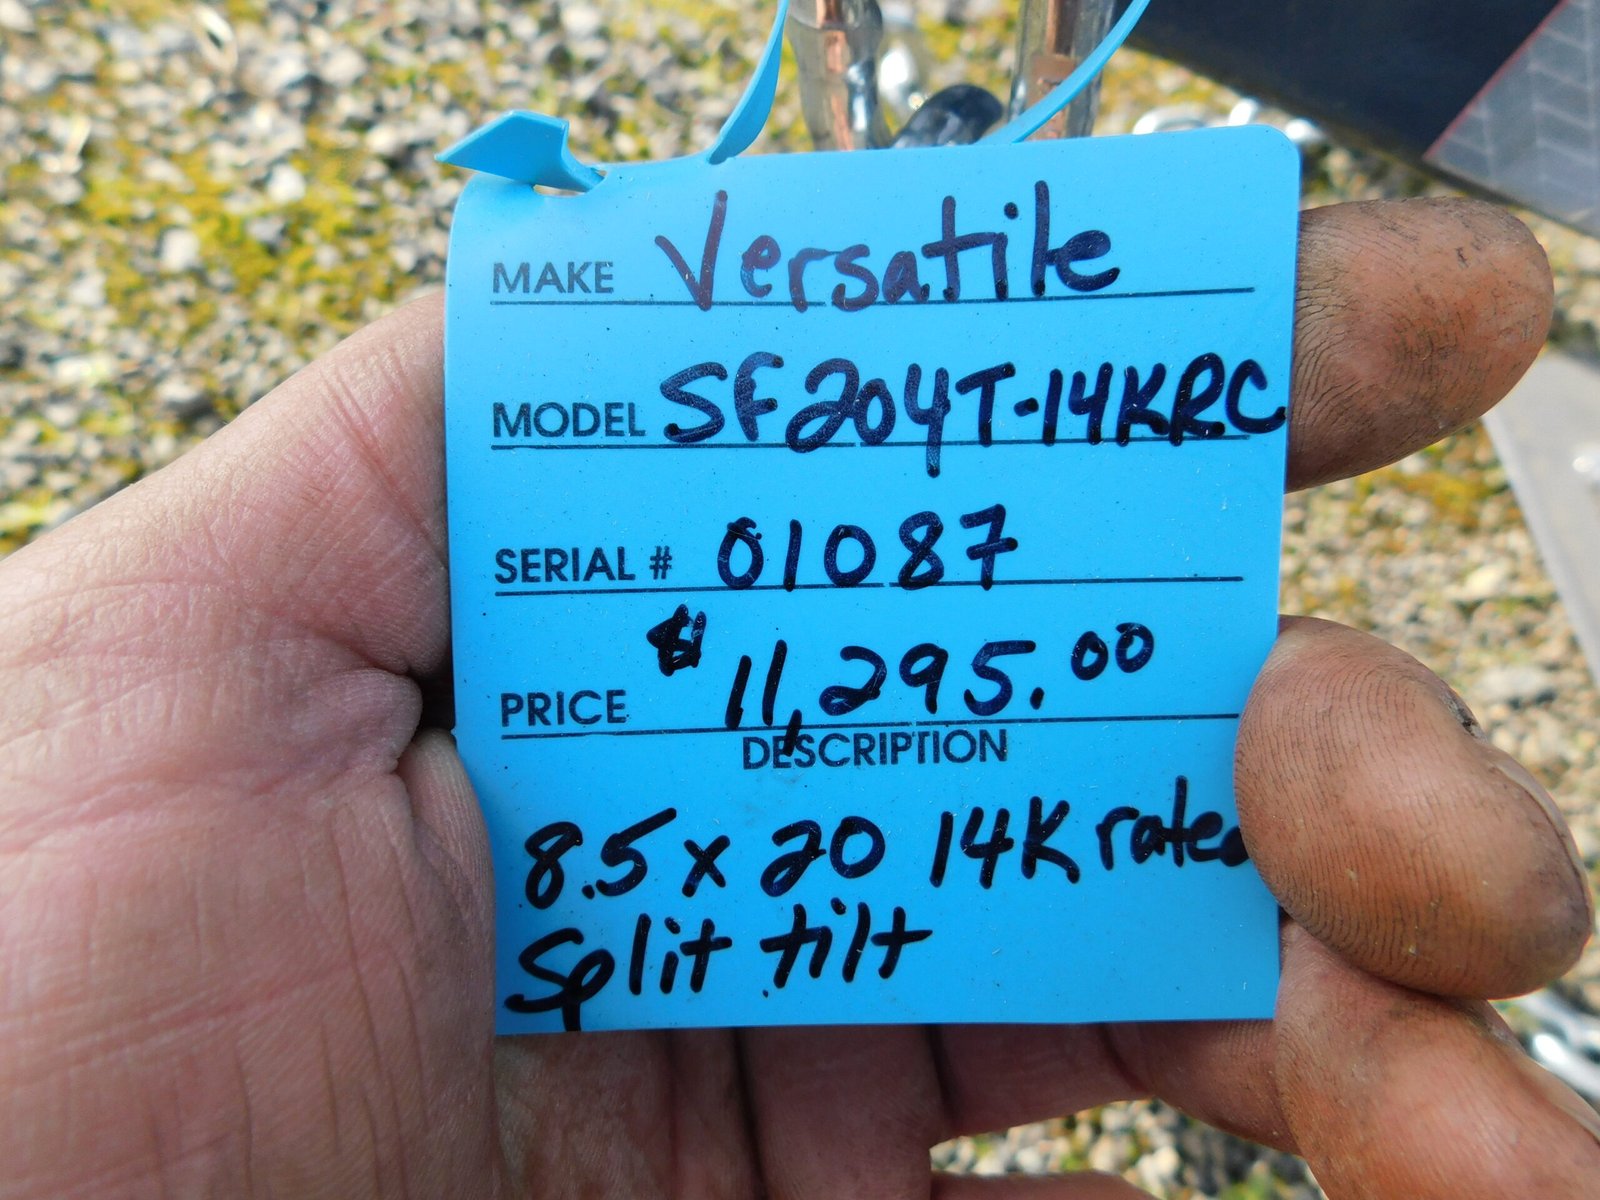 MAKE Versatile
MODEL SF204T-14KRC
SERIAL # 01087
PRICE $11,295.00
DESCRIPTION
8.5 x 20 14K rated
Split tilt